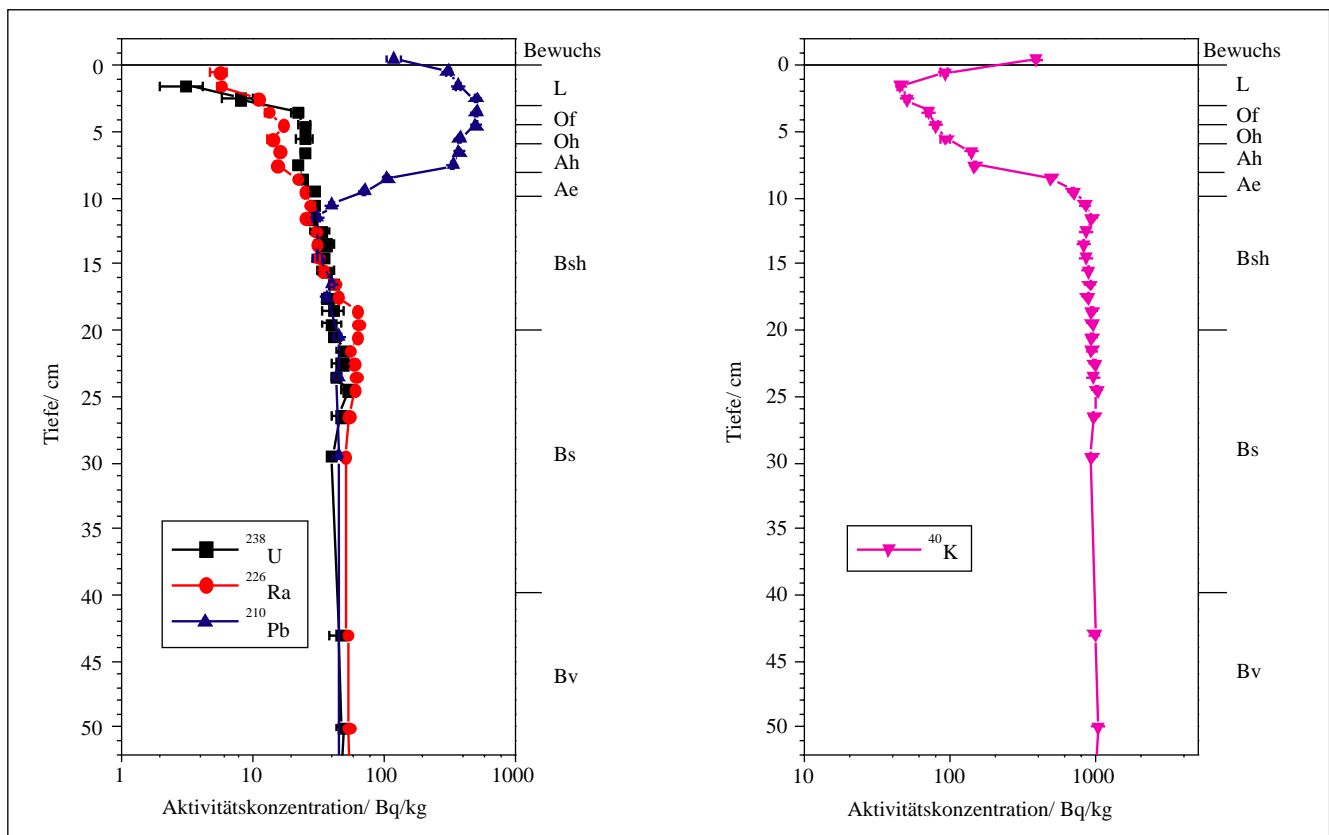 Bewuchs
0
L
Of
5
Oh
Ah
Ae
10
15
Bsh
20
25
30
Bs
35
40
45
Bv
50
Tiefe/ cm
238 U
226 Ra
210 Pb
1 10 100 1000
Aktivitätskonzentration/ Bq/kg
Bewuchs
0
L
Of
5
Oh
Ah
Ae
10
15
Bsh
20
25
30
Bs
35
40
45
Bv
50
Tiefe/ cm
40 K
10 100 1000
Aktivitätskonzentration/ Bq/kg